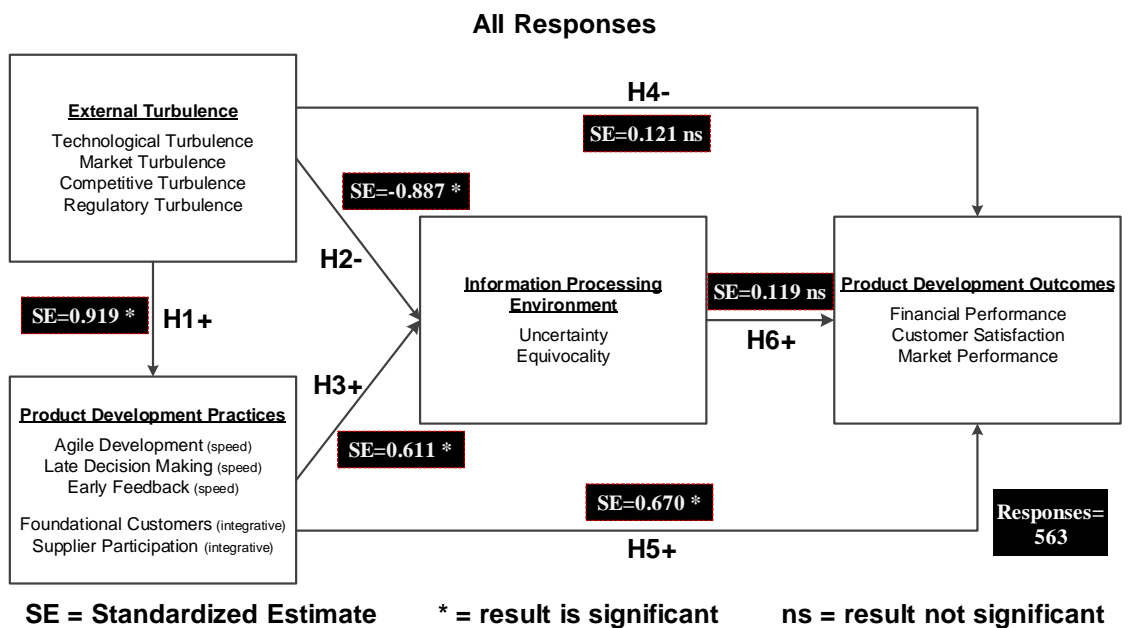 All Responses
External Turbulence
Technological Turbulence
Market Turbulence
Competitive Turbulence
Regulatory Turbulence
H4-
SE=0.121 ns
SE=-0.887 *
H2-
SE=0.919 *
H1+
Information Processing
Environment
Uncertainty
Equivocality
SE=0.119 ns
H6+
Product Development Outcomes
Financial Performance
Customer Satisfaction
Market Performance
H3+
SE=0.611 *
Product Development Practices
Agile Development (speed)
Late Decision Making (speed)
Early Feedback (speed)
Foundational Customers (integrative)
Supplier Participation (integrative)
SE=0.670 *
H5+
Responses=
563
SE = Standardized Estimate
* = result is significant
ns = result not significant